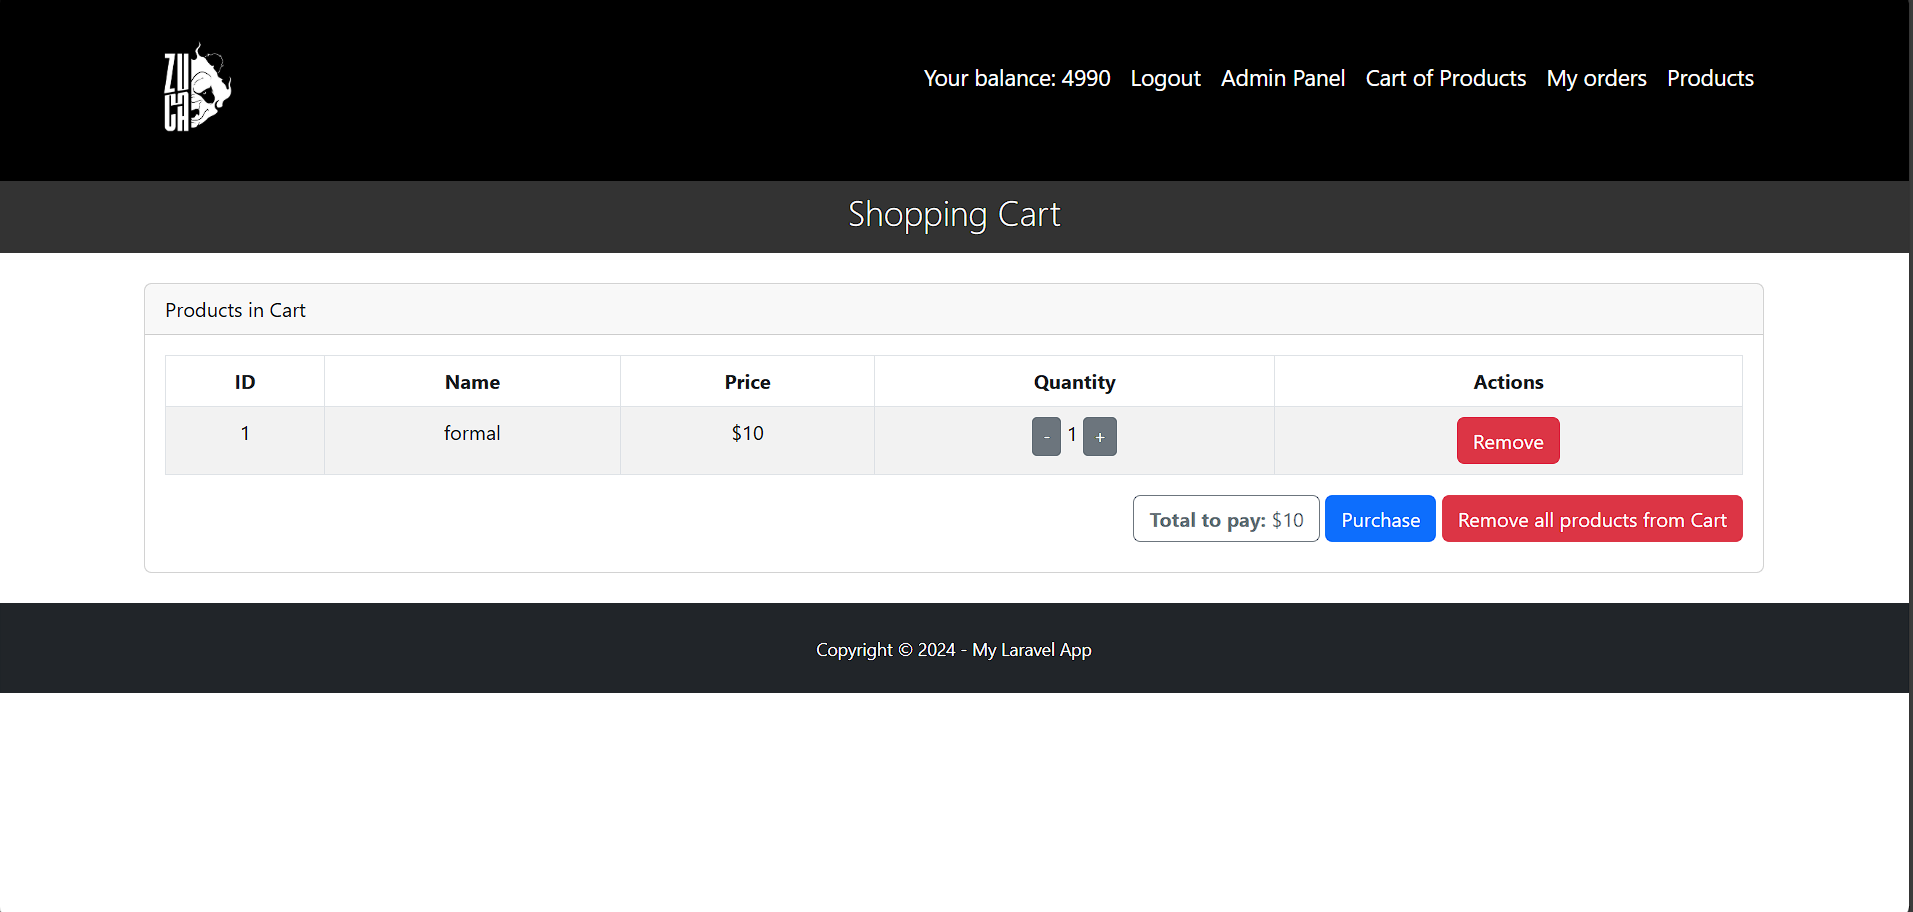 Your balance: 4990 Logout Admin Panel Cart of Products My orders Products
Shopping Cart
Products in Cart
ID Name Price Quantity Actions
1 formal $10 - 1 + Remove
Total to pay: $10 Purchase Remove all products from Cart
Copyright © 2024 - My Laravel App